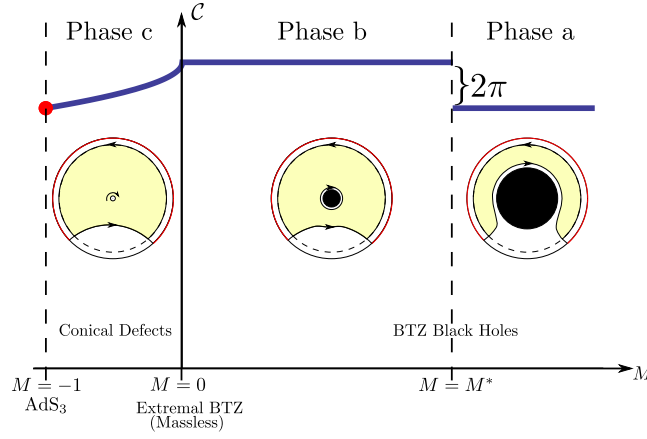 Phase c
𝒞
Phase b
Phase a
}2π
Conical Defects
BTZ Black Holes
M
M = −1
M = 0
M = M*
AdS₃
Extremal BTZ
(Massless)